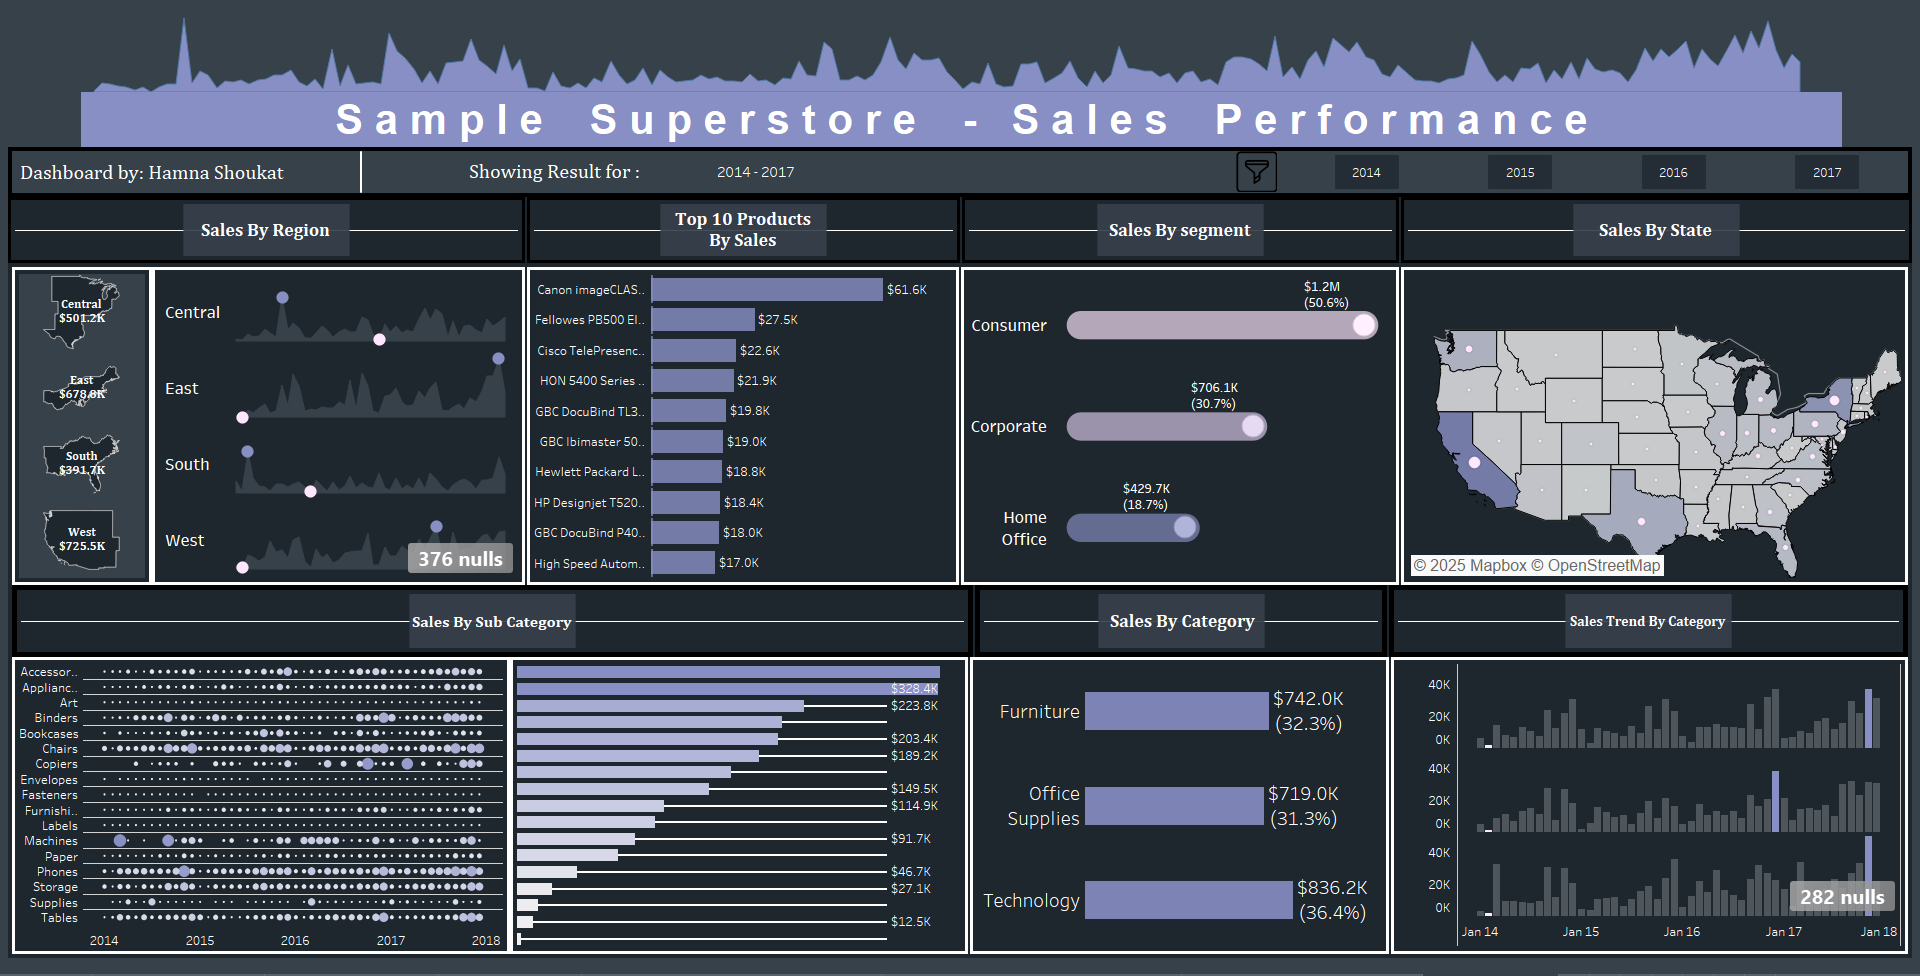 Sample Superstore - Sales Performance
Dashboard by: Hamna Shoukat
Showing Result for :
2014 - 2017
2014
2015
2016
2017
Sales By Region
Top 10 Products
By Sales
Sales By segment
Sales By State
Central
$501.2K
East
$678.8K
South
$391.7K
West
$725.5K
Central
East
South
West
376 nulls
Canon imageCLAS.. $61.6K
Fellowes PB500 El.. $27.5K
Cisco TelePresenc.. $22.6K
HON 5400 Series .. $21.9K
GBC DocuBind TL3.. $19.8K
GBC Ibimaster 50.. $19.0K
Hewlett Packard L.. $18.8K
HP Designjet T520.. $18.4K
GBC DocuBind P40.. $18.0K
High Speed Autom.. $17.0K
$1.2M
(50.6%)
Consumer
$706.1K
(30.7%)
Corporate
$429.7K
(18.7%)
Home
Office
© 2025 Mapbox © OpenStreetMap
Sales By Sub Category
Sales By Category
Sales Trend By Category
Accessor..
Applianc..
Art
Binders
Bookcases
Chairs
Copiers
Envelopes
Fasteners
Furnishi..
Labels
Machines
Paper
Phones
Storage
Supplies
Tables
2014 2015 2016 2017 2018
$328.4K
$223.8K
$203.4K
$189.2K
$149.5K
$114.9K
$91.7K
$46.7K
$27.1K
$12.5K
Furniture
$742.0K
(32.3%)
Office
Supplies
$719.0K
(31.3%)
Technology
$836.2K
(36.4%)
40K
20K
0K
40K
20K
0K
40K
20K
0K
282 nulls
Jan 14 Jan 15 Jan 16 Jan 17 Jan 18